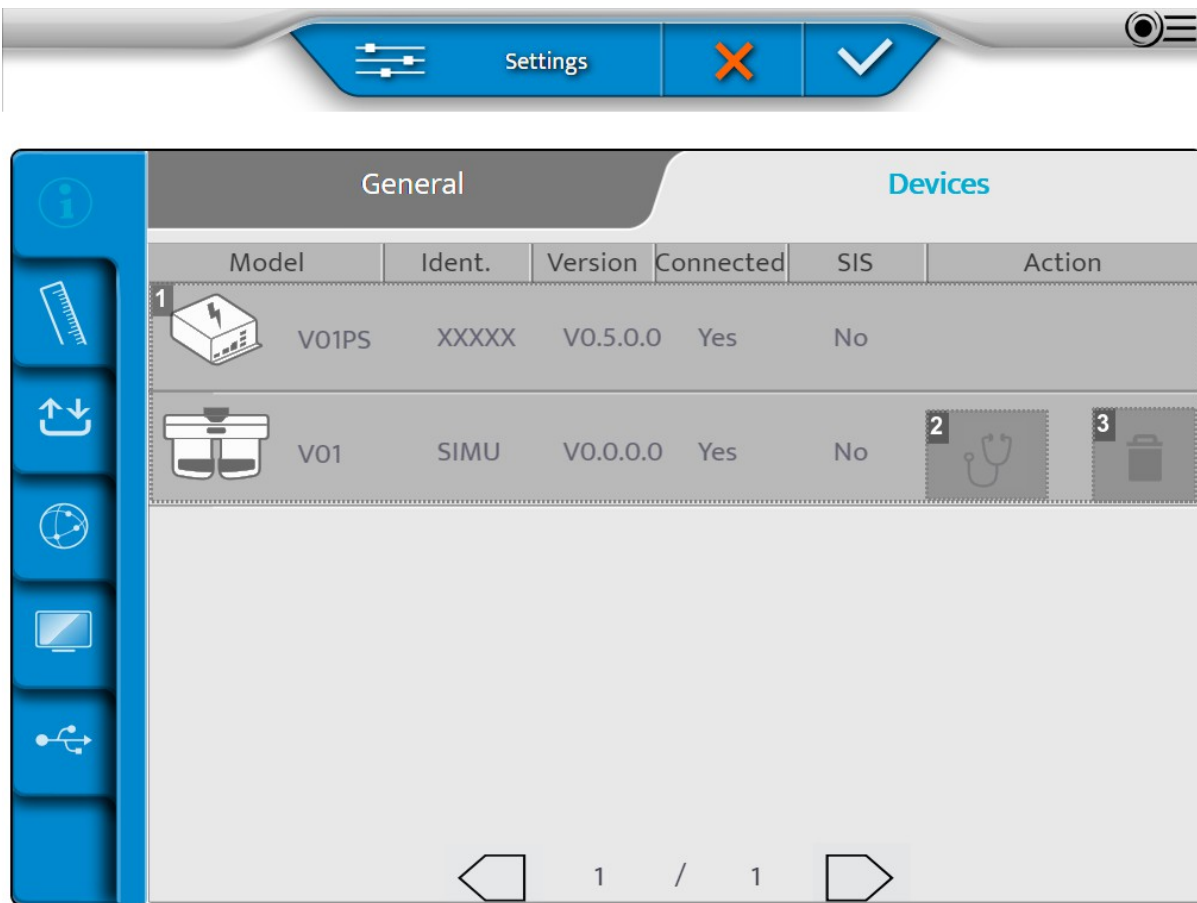 Settings
General Devices
Model Ident. Version Connected SIS Action
1
V01PS XXXXX V0.5.0.0 Yes No
2 3
V01 SIMU V0.0.0.0 Yes No
1 / 1